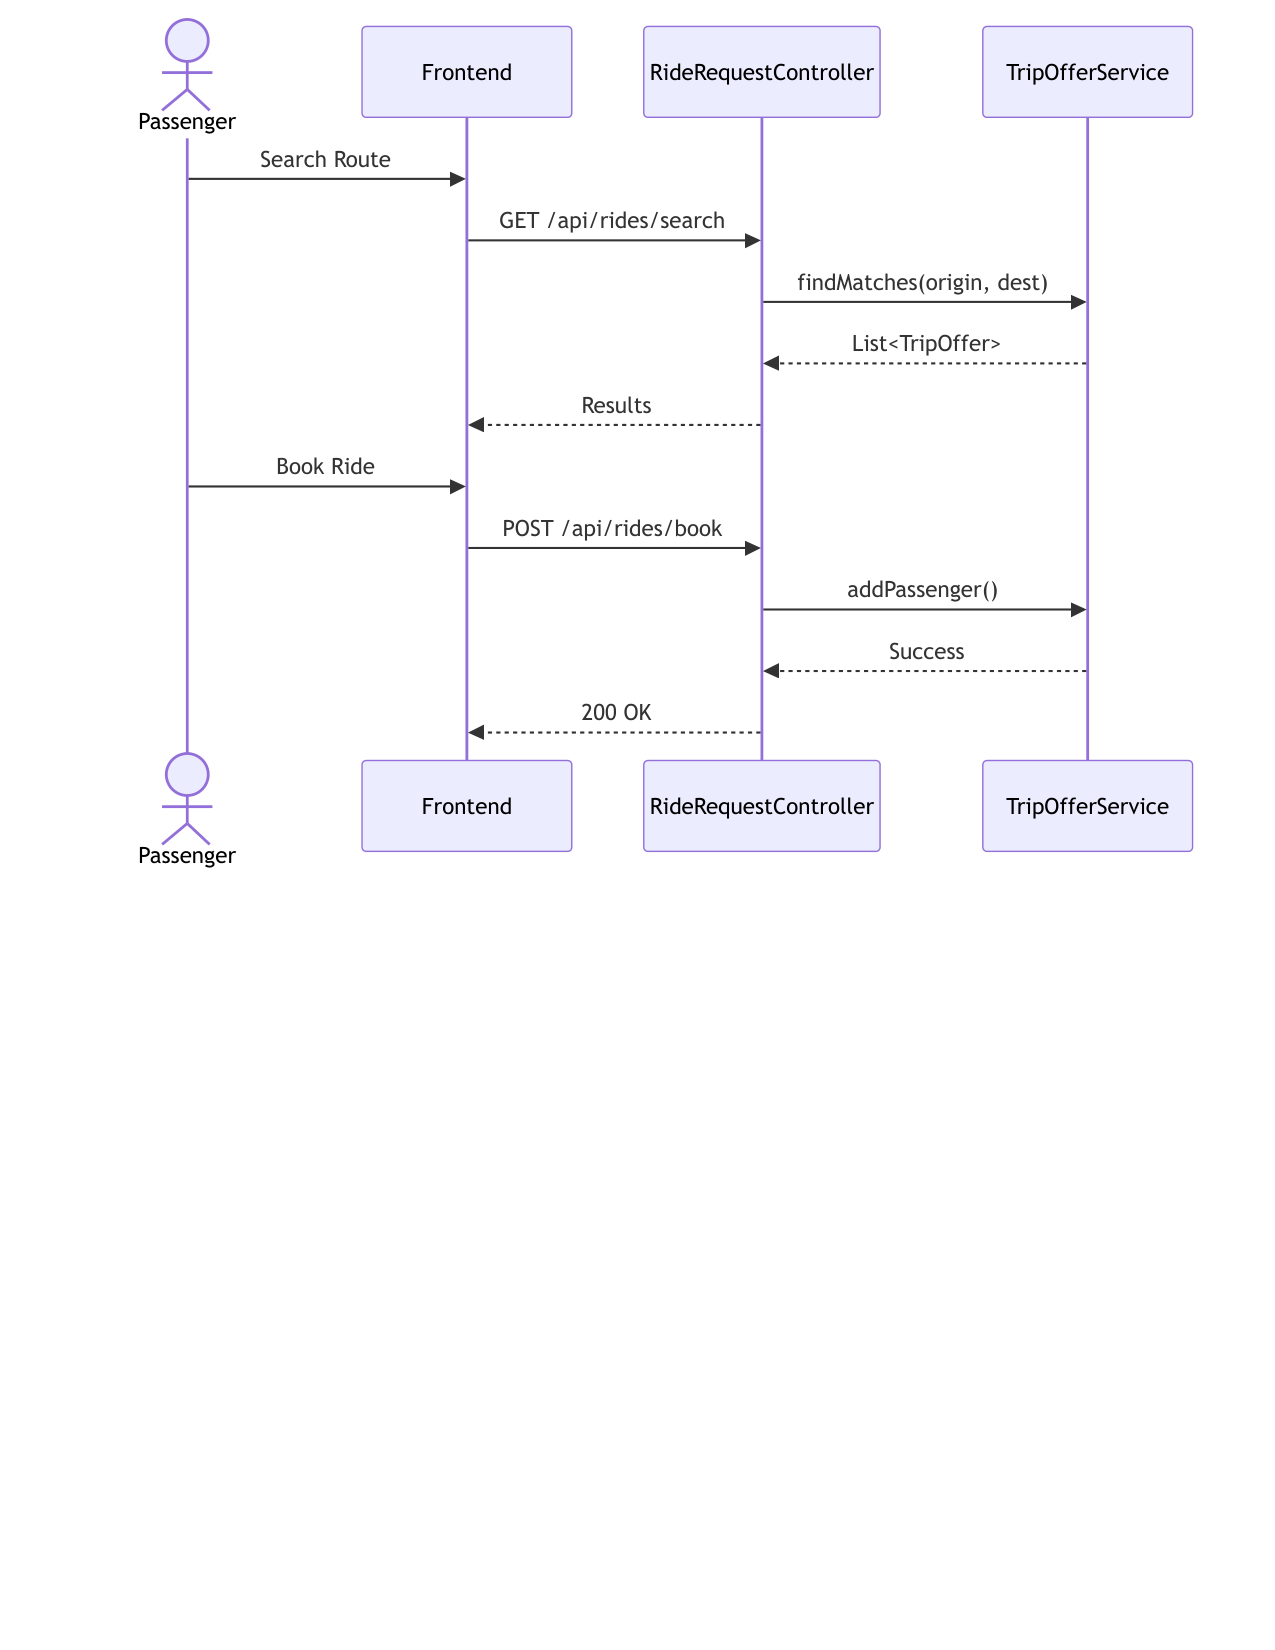 Passenger
Frontend
RideRequestController
TripOfferService
Search Route
GET /api/rides/search
findMatches(origin, dest)
List<TripOffer>
Results
Book Ride
POST /api/rides/book
addPassenger()
Success
200 OK
Passenger
Frontend
RideRequestController
TripOfferService